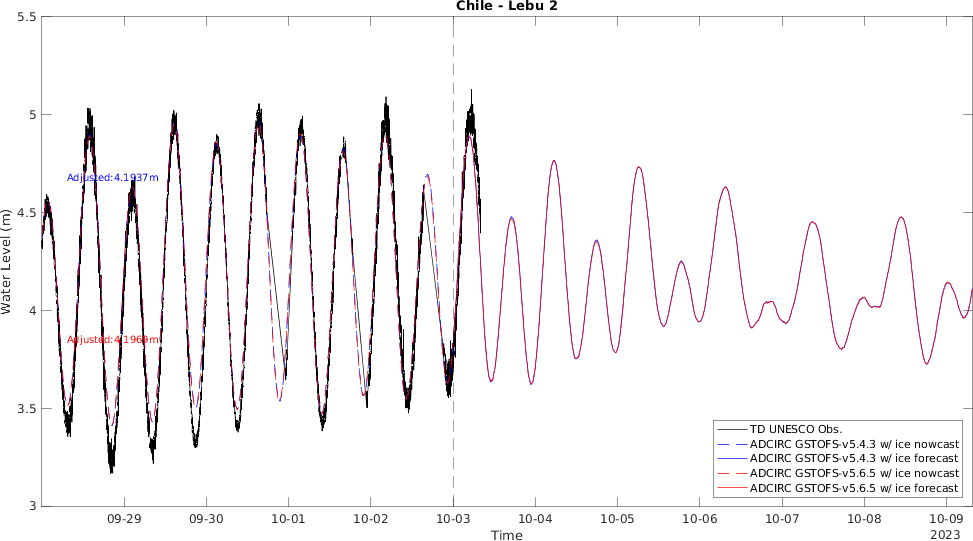 Chile - Lebu 2
5.5
5
4.5
4
3.5
3
Water Level (m)
Adjusted:4.1937m
Adjusted:4.1969m
TD UNESCO Obs.
ADCIRC GSTOFS-v5.4.3 w/ ice nowcast
ADCIRC GSTOFS-v5.4.3 w/ ice forecast
ADCIRC GSTOFS-v5.6.5 w/ ice nowcast
ADCIRC GSTOFS-v5.6.5 w/ ice forecast
09-29 09-30 10-01 10-02 10-03 10-04 10-05 10-06 10-07 10-08 10-09
2023
Time